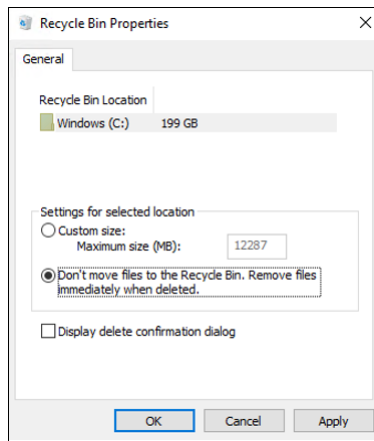 Recycle Bin Properties
General
Recycle Bin Location
Windows (C:) 199 GB
Settings for selected location
Custom size:
Maximum size (MB): 12287
Don't move files to the Recycle Bin. Remove files
immediately when deleted.
Display delete confirmation dialog
OK Cancel Apply